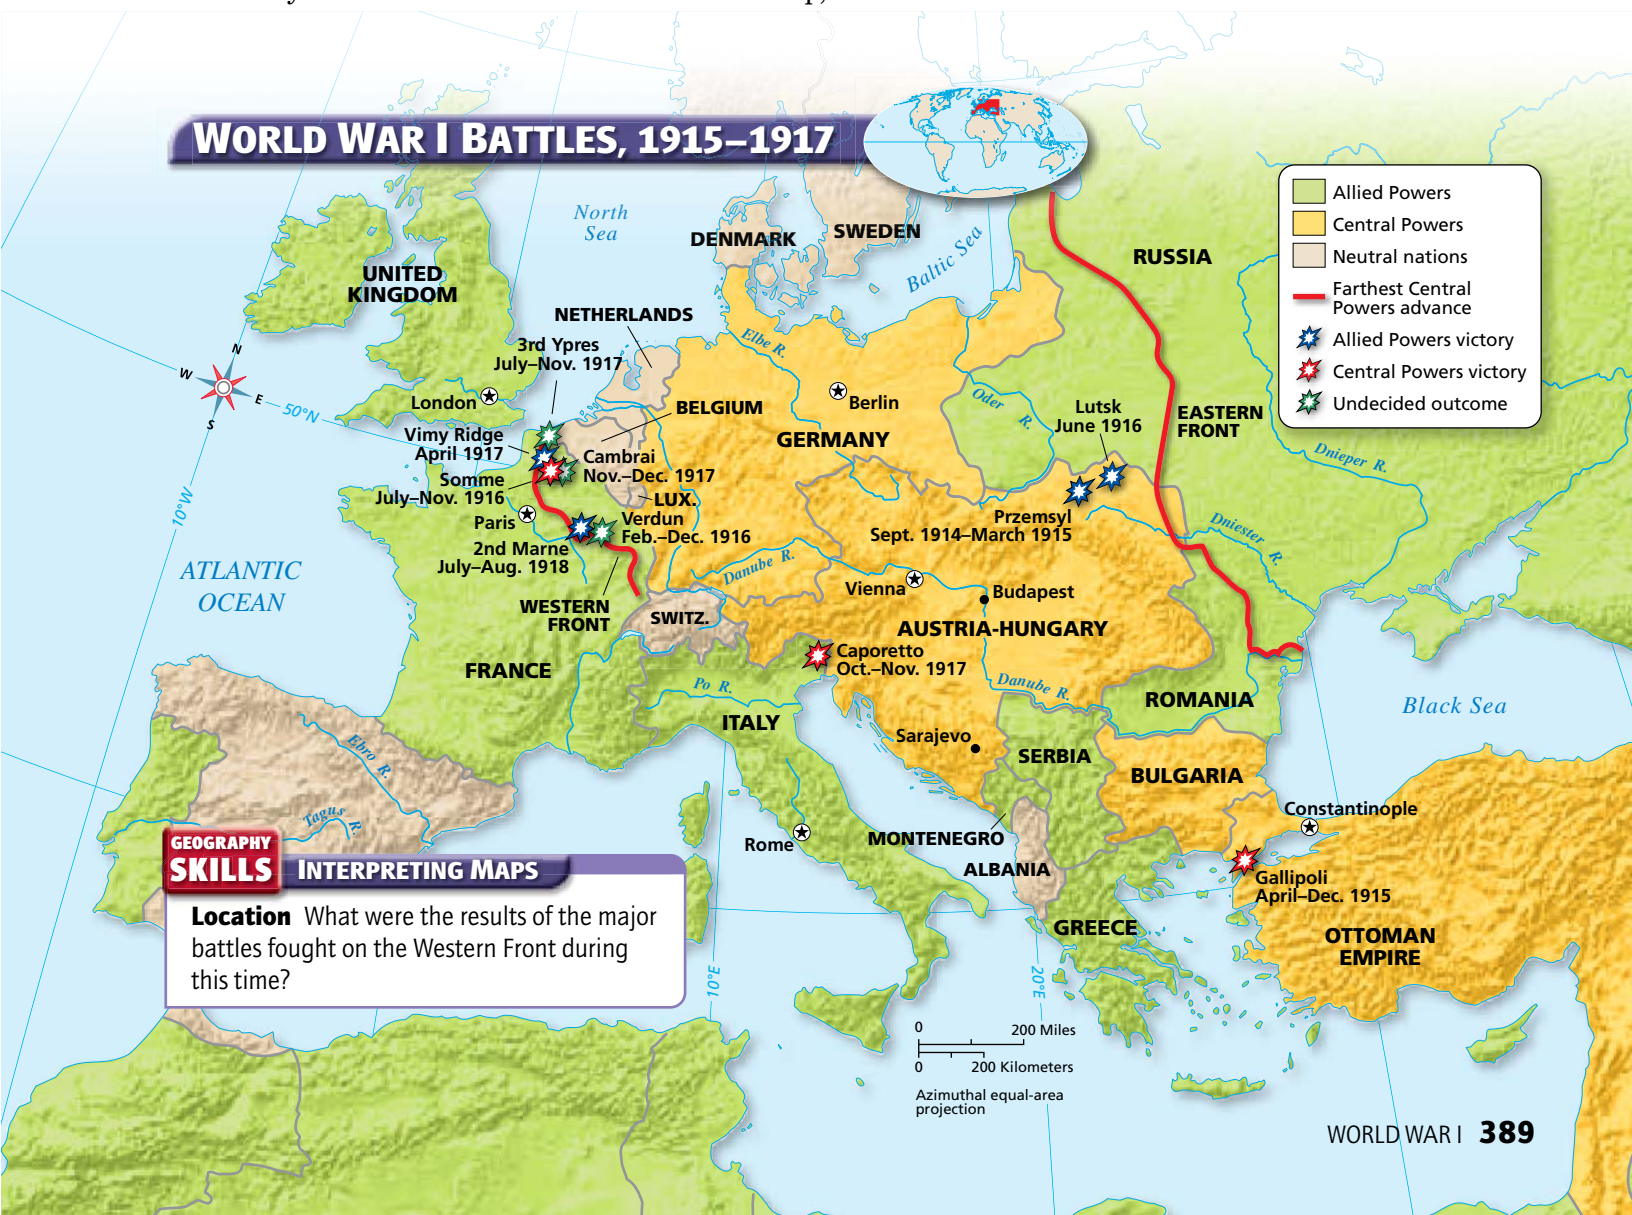 WORLD WAR I BATTLES, 1915–1917
Allied Powers
Central Powers
Neutral nations
Farthest Central
Powers advance
Allied Powers victory
Central Powers victory
Undecided outcome
North
Sea
DENMARK
SWEDEN
Baltic Sea
RUSSIA
UNITED
KINGDOM
NETHERLANDS
3rd Ypres
July–Nov. 1917
Elbe R.
N
W
E
S
50°N
London
Berlin
BELGIUM
GERMANY
Oder R.
Lutsk
June 1916
EASTERN
FRONT
Dnieper R.
Vimy Ridge
April 1917
Cambrai
Nov.–Dec. 1917
Somme
July–Nov. 1916
LUX.
10°W
Paris
Verdun
Feb.–Dec. 1916
Przemsyl
Sept. 1914–March 1915
Dniester R.
2nd Marne
July–Aug. 1918
ATLANTIC
OCEAN
Danube R.
Vienna
Budapest
WESTERN
FRONT
SWITZ.
AUSTRIA-HUNGARY
Caporetto
Oct.–Nov. 1917
FRANCE
Po R.
Danube R.
ROMANIA
Black Sea
ITALY
Sarajevo
SERBIA
BULGARIA
Ebro R.
Tagus R.
Constantinople
Rome
MONTENEGRO
ALBANIA
Gallipoli
April–Dec. 1915
GREECE
OTTOMAN
EMPIRE
GEOGRAPHY
SKILLS
INTERPRETING MAPS
Location What were the results of the major
battles fought on the Western Front during
this time?
10°E
20°E
0 200 Miles
0 200 Kilometers
Azimuthal equal-area
projection
WORLD WAR I 389